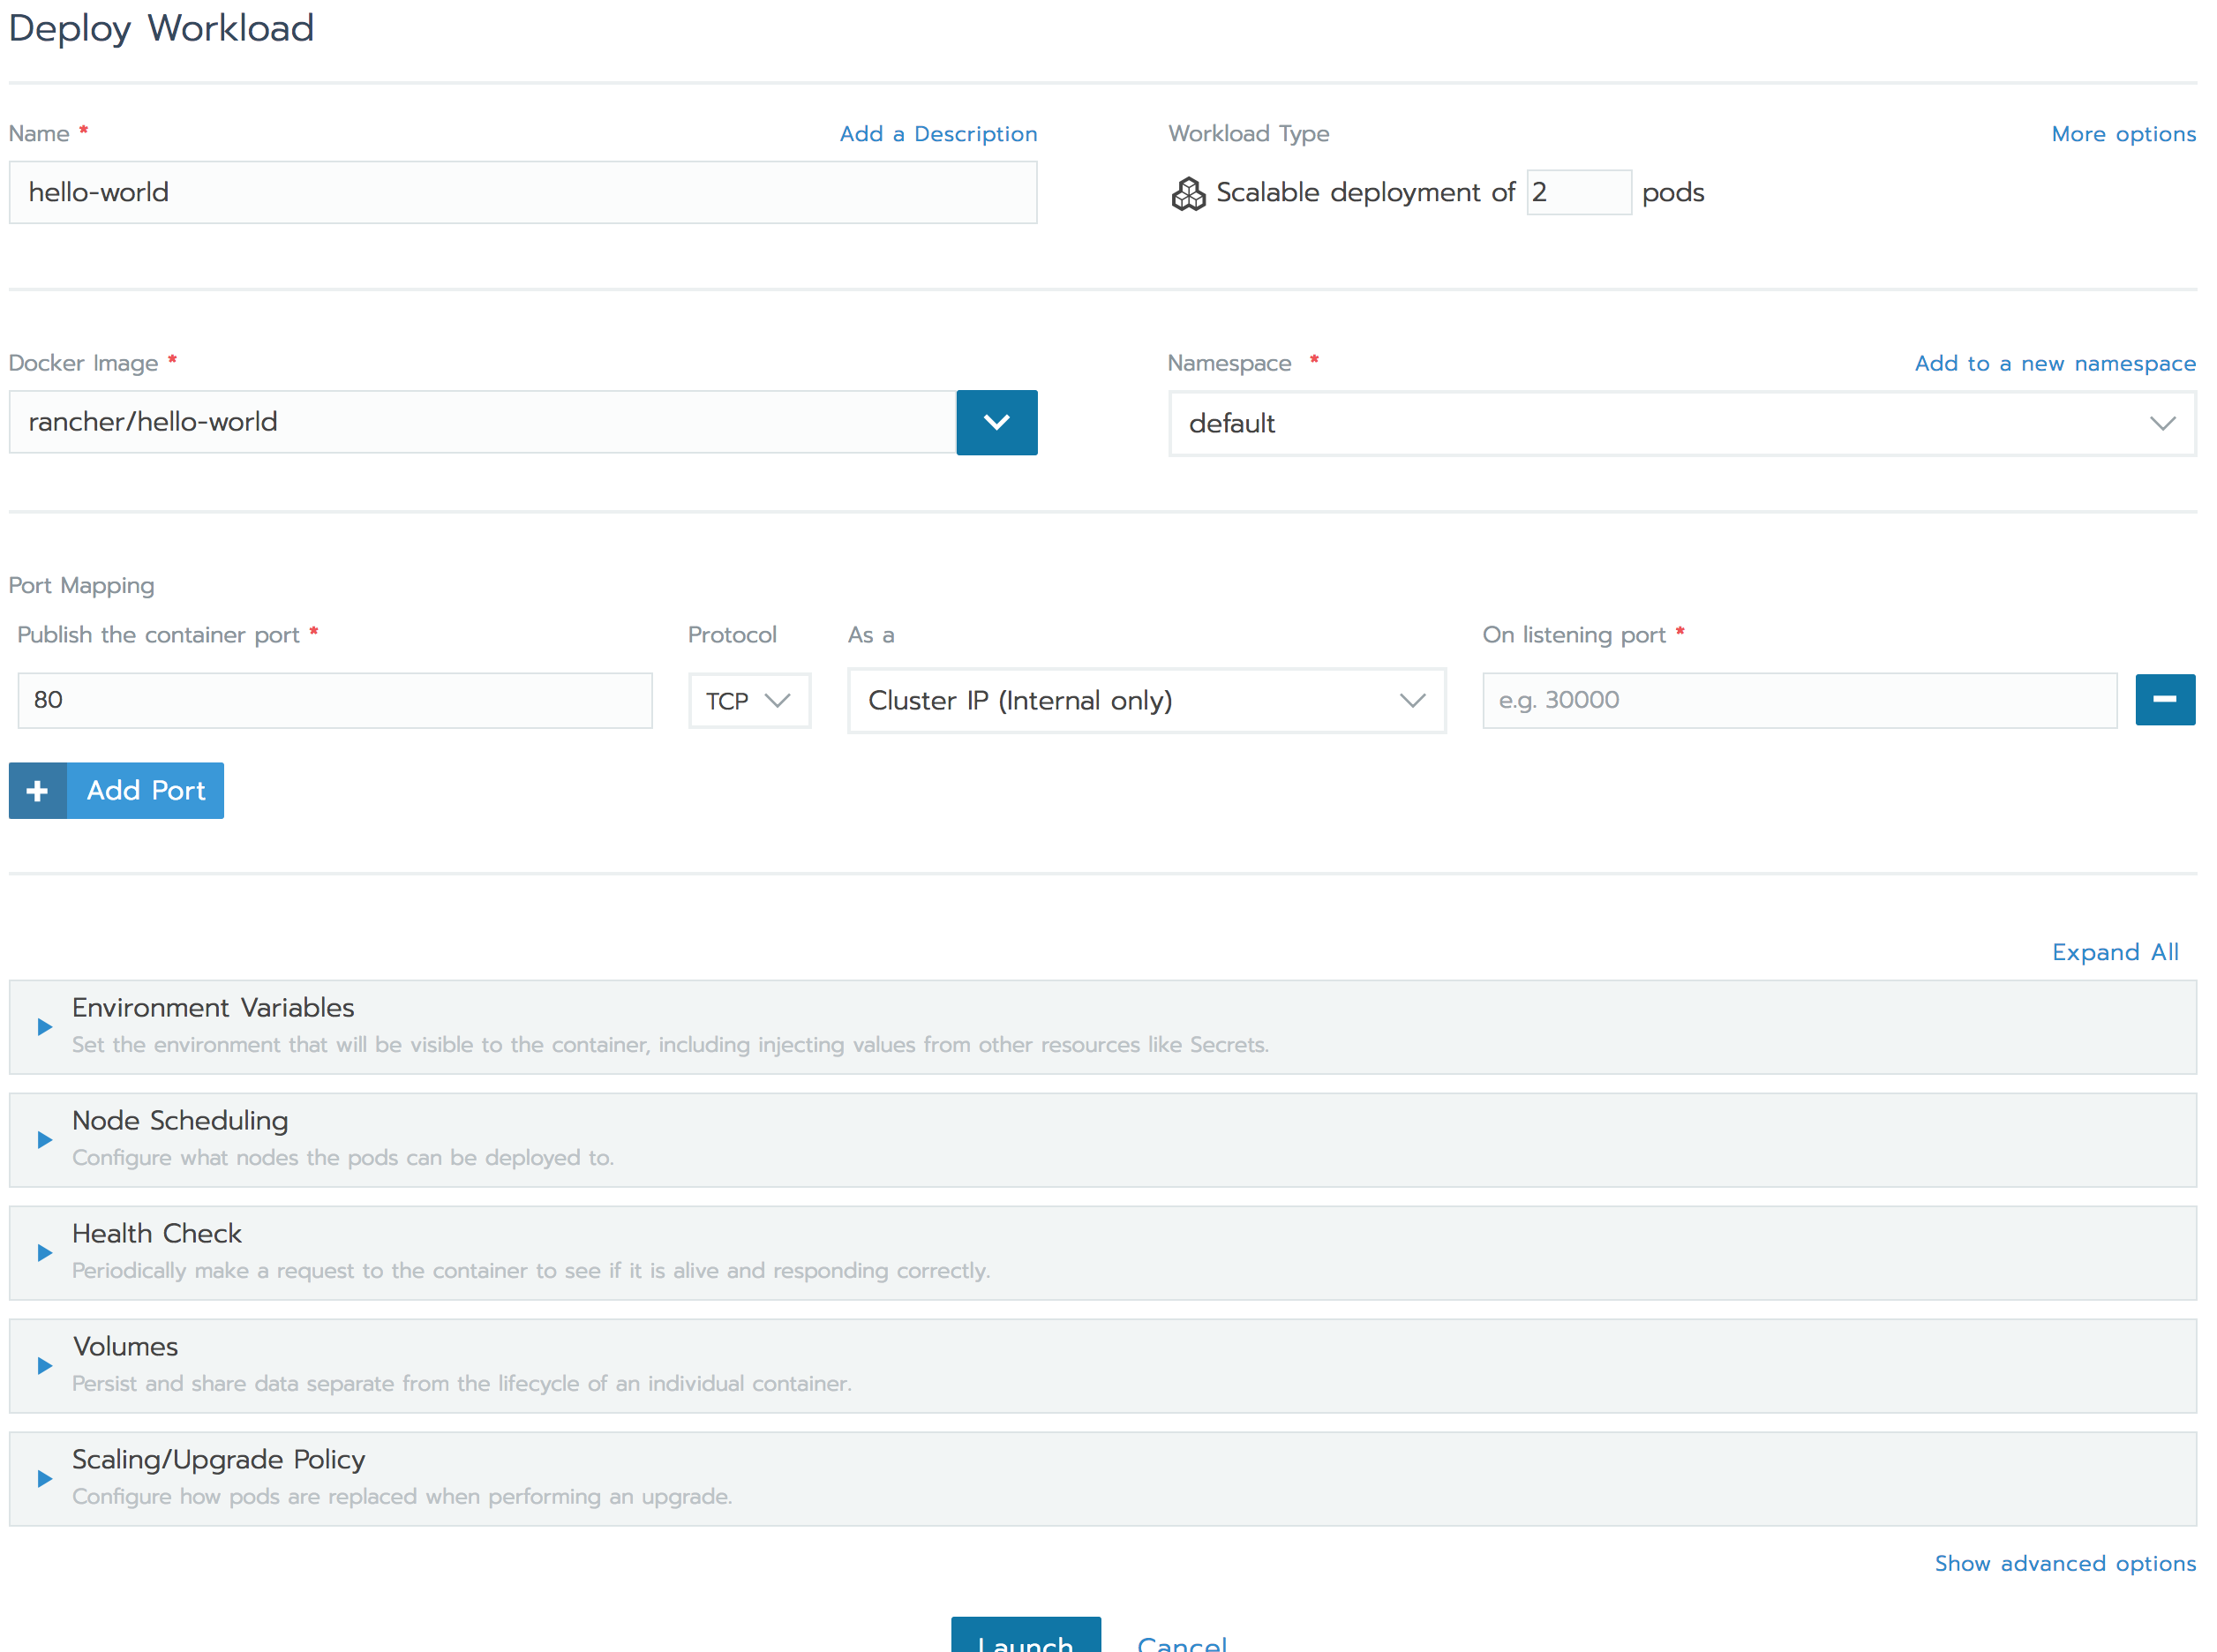 Deploy Workload
Name * Add a Description
Workload Type More options
hello-world
Scalable deployment of 2 pods
Docker Image *
Namespace * Add to a new namespace
rancher/hello-world
default
Port Mapping
Publish the container port * Protocol As a On listening port *
80 TCP Cluster IP (Internal only) e.g. 30000
+ Add Port
Expand All
Environment Variables
Set the environment that will be visible to the container, including injecting values from other resources like Secrets.
Node Scheduling
Configure what nodes the pods can be deployed to.
Health Check
Periodically make a request to the container to see if it is alive and responding correctly.
Volumes
Persist and share data separate from the lifecycle of an individual container.
Scaling/Upgrade Policy
Configure how pods are replaced when performing an upgrade.
Show advanced options
Launch Cancel